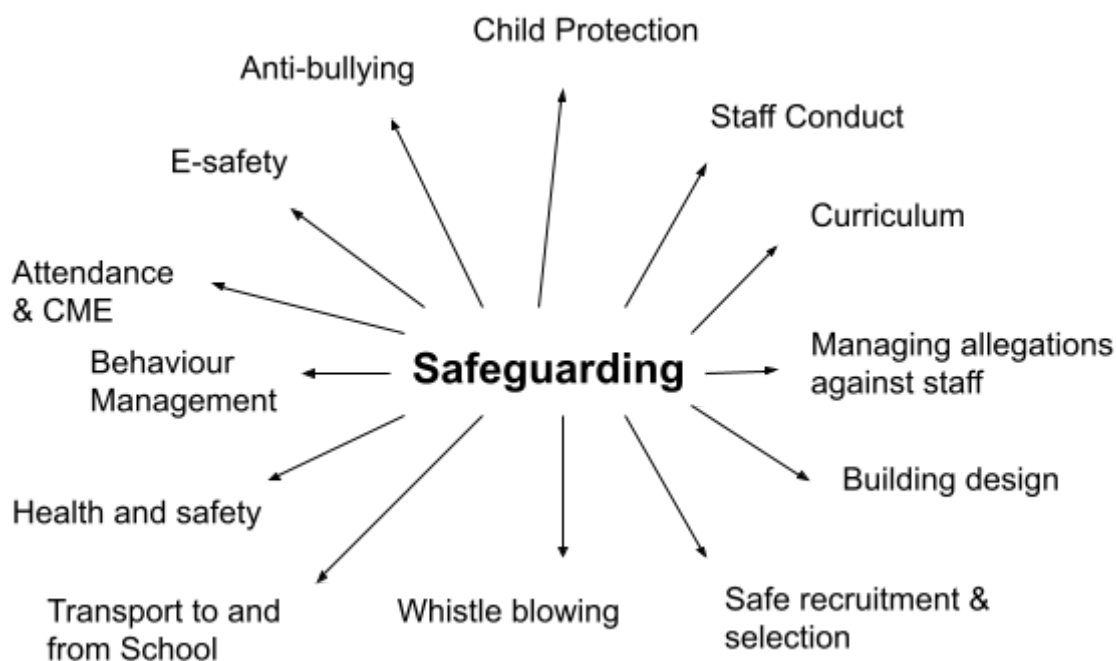 Child Protection
Anti-bullying
Staff Conduct
E-safety
Curriculum
Attendance
& CME
Managing allegations
against staff
Behaviour
Management
Safeguarding
Building design
Health and safety
Transport to and
from School
Whistle blowing
Safe recruitment &
selection